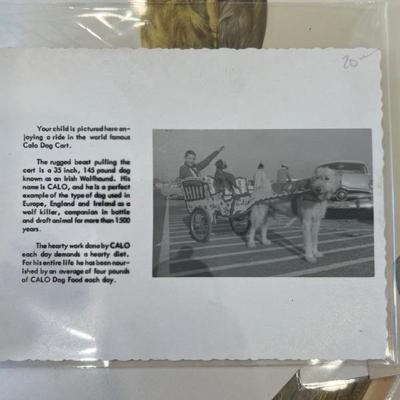 20—
Your child is pictured here en-
joying a ride in the world famous
Calo Dog Cart.
The rugged beast pulling the
cart is a 35 inch, 145 pound dog
known as an Irish Wolfhound. His
name is CALO, and he is a perfect
example of the type of dog used in
Europe, England and Ireland as a
wolf killer, companion in battle
and draft animal for more than 1500
years.
The hearty work done by CALO
each day demands a hearty diet.
For his entire life he has been nour-
ished by an average of four pounds
of CALO Dog Food each day.